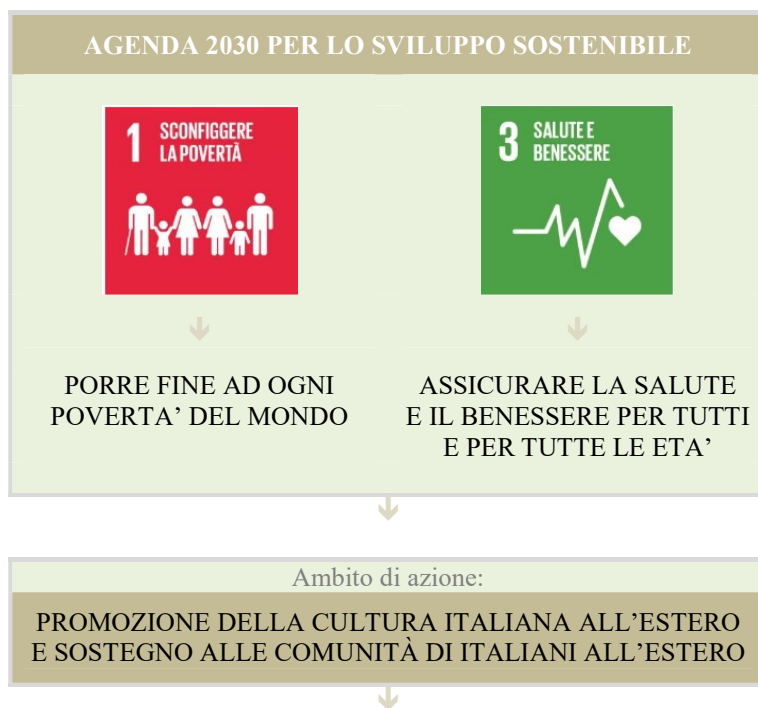 AGENDA 2030 PER LO SVILUPPO SOSTENIBILE
1 SCONFIGGERE
LA POVERTÀ
3 SALUTE E
BENESSERE
PORRE FINE AD OGNI
POVERTA’ DEL MONDO
ASSICURARE LA SALUTE
E IL BENESSERE PER TUTTI
E PER TUTTE LE ETA’
Ambito di azione:
PROMOZIONE DELLA CULTURA ITALIANA ALL’ESTERO
E SOSTEGNO ALLE COMUNITÀ DI ITALIANI ALL’ESTERO